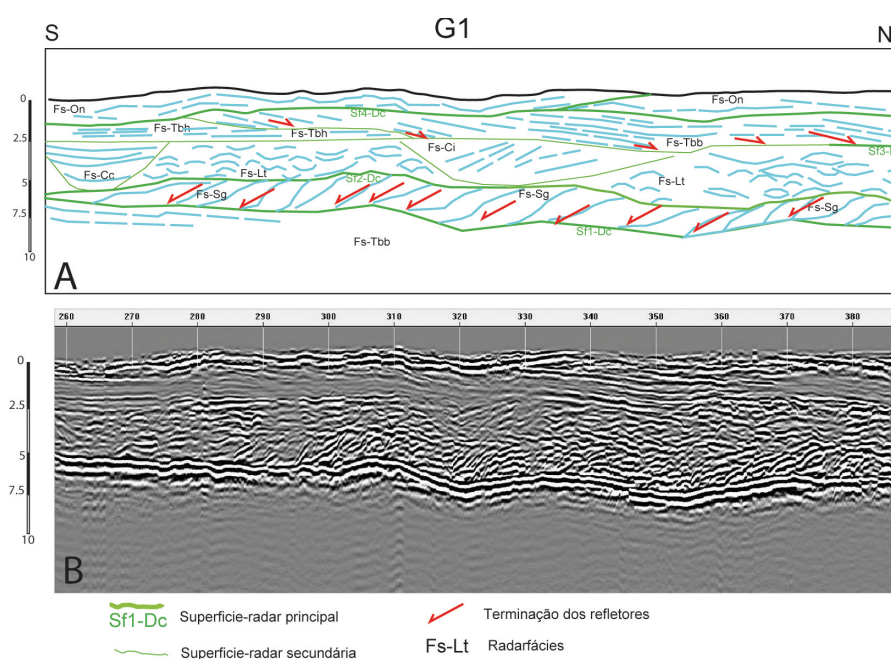 G1
S N
0
Fs-On Fs-On
Sf4-Dc
Fs-Tbh
2.5 Fs-Tbh Fs-Tbb
Fs-Ci Sf3-
Fs-Cc Fs-Lt Sf2-Dc Fs-Lt
5
Fs-Sg Fs-Sg Fs-Sg
7.5
Sf1-Dc
Fs-Tbb
10
A
260 270 280 290 300 310 320 330 340 350 360 370 380
0
2.5
5
7.5
10
B
Sf1-Dc Superficie-radar principal Terminação dos refletores
Superficie-radar secundária Fs-Lt Radarfácies